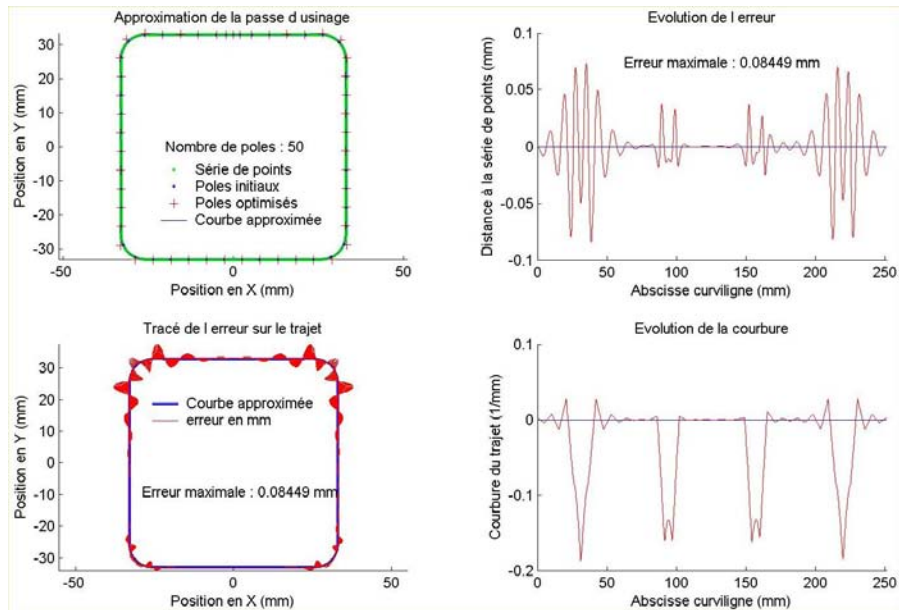 Approximation de la passe d usinage
30
20
10
0
-10
-20
-30
-50
0
50
Position en Y (mm)
Position en X (mm)
Nombre de poles : 50
Série de points
Poles initiaux
Poles optimisés
Courbe approximée
Evolution de l erreur
0.1
0.05
0
-0.05
-0.1
0
50
100
150
200
250
Distance à la série de points (mm)
Abscisse curviligne (mm)
Erreur maximale : 0.08449 mm
Tracé de l erreur sur le trajet
30
20
10
0
-10
-20
-30
-50
0
50
Position en Y (mm)
Position en X (mm)
Courbe approximée
erreur en mm
Erreur maximale : 0.08449 mm
Evolution de la courbure
0.1
0
-0.1
-0.2
0
50
100
150
200
250
Courbure du trajet (1/mm)
Abscisse curviligne (mm)